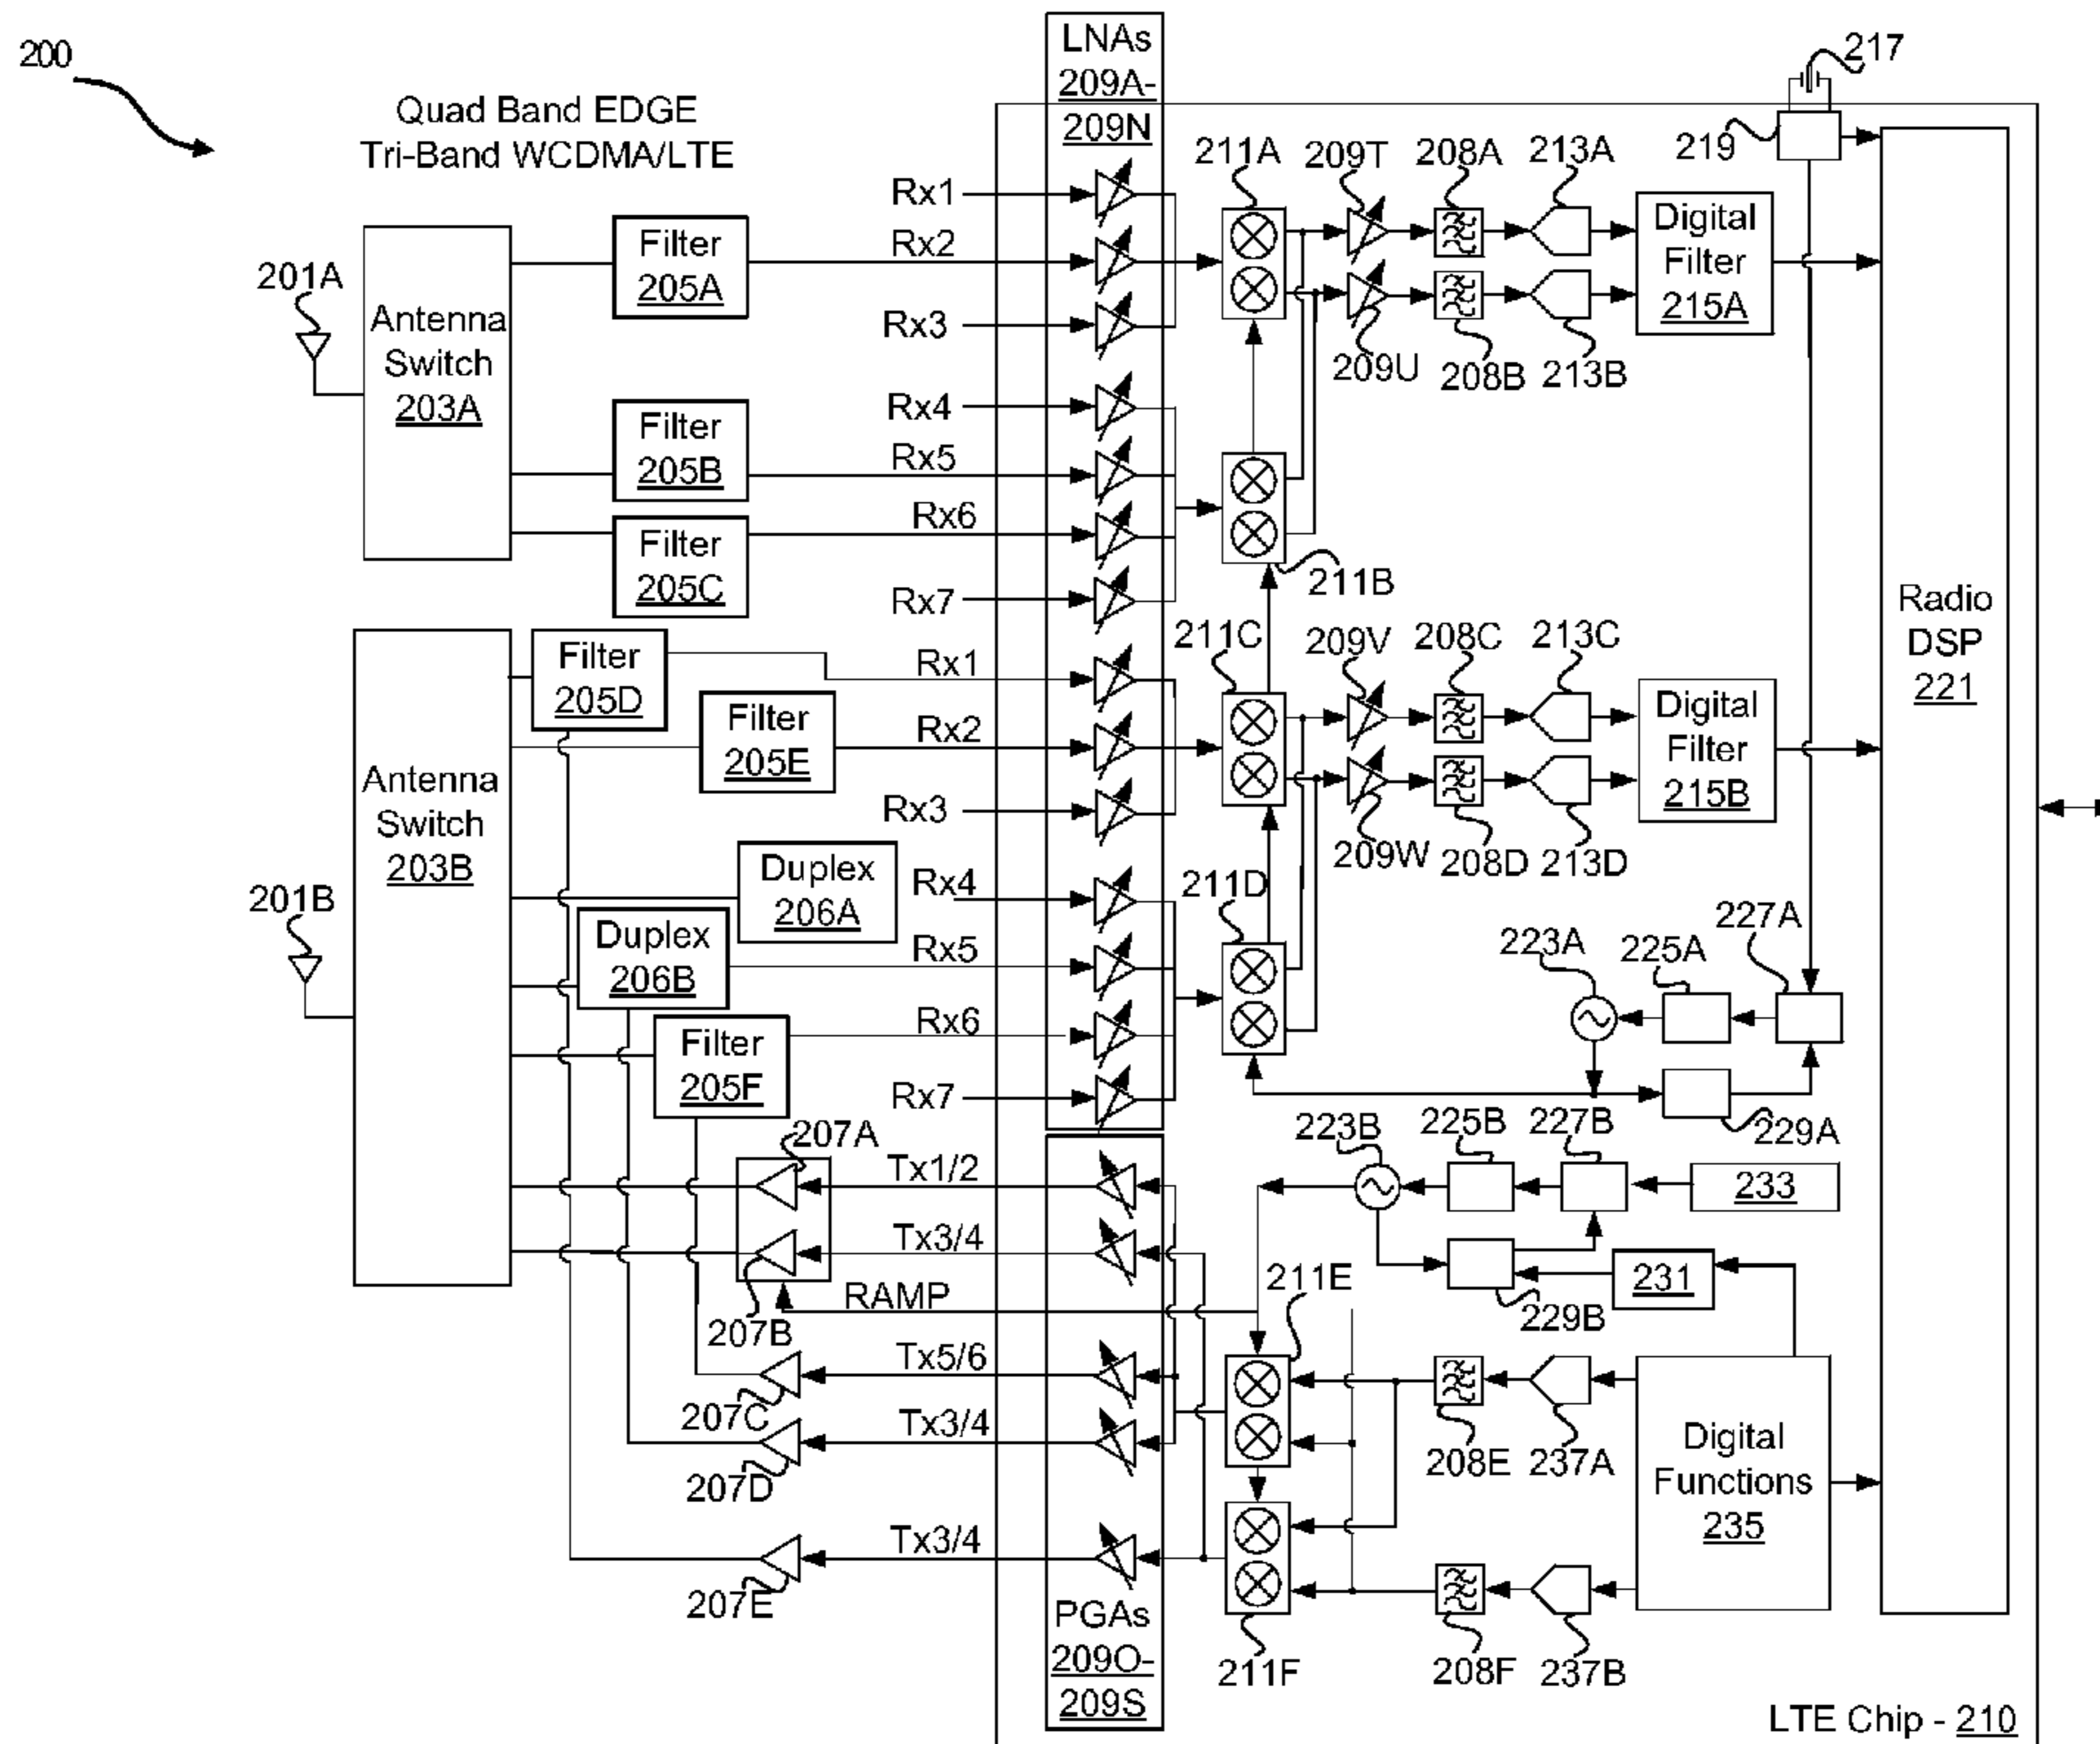 200
Quad Band EDGE
Tri-Band WCDMA/LTE
LNAs
209A-
209N
217
219
201A
Antenna
Switch
203A
Filter
205A
Filter
205B
Filter
205C
Rx1
Rx2
Rx3
Rx4
Rx5
Rx6
Rx7
211A
209T
208A
213A
209U
208B
213B
Digital
Filter
215A
211B
Radio
DSP
221
201B
Antenna
Switch
203B
Filter
205D
Filter
205E
Duplex
206A
Duplex
206B
Filter
205F
Rx1
Rx2
Rx3
Rx4
Rx5
Rx6
Rx7
211C
209V
208C
213C
209W
208D
213D
Digital
Filter
215B
211D
223A
225A
227A
229A
207A
Tx1/2
Tx3/4
RAMP
207B
Tx5/6
207C
Tx3/4
207D
Tx3/4
207E
223B
225B
227B
233
229B
231
211E
208E
237A
Digital
Functions
235
211F
208F
237B
PGAs
209O-
209S
LTE Chip - 210